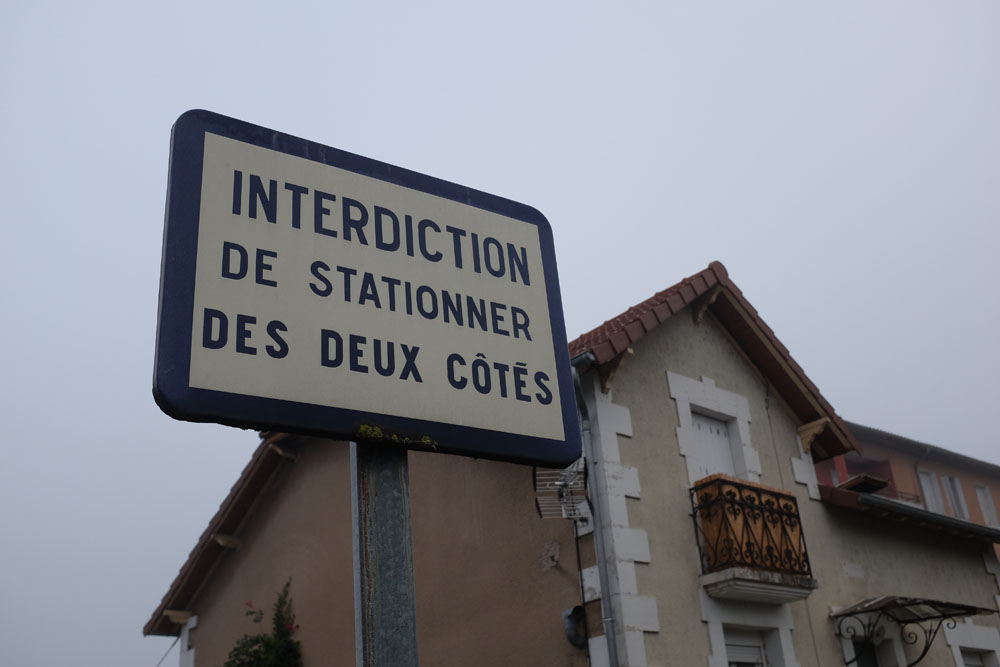 INTERDICTION
DE STATIONNER
DES DEUX CÔTÉS